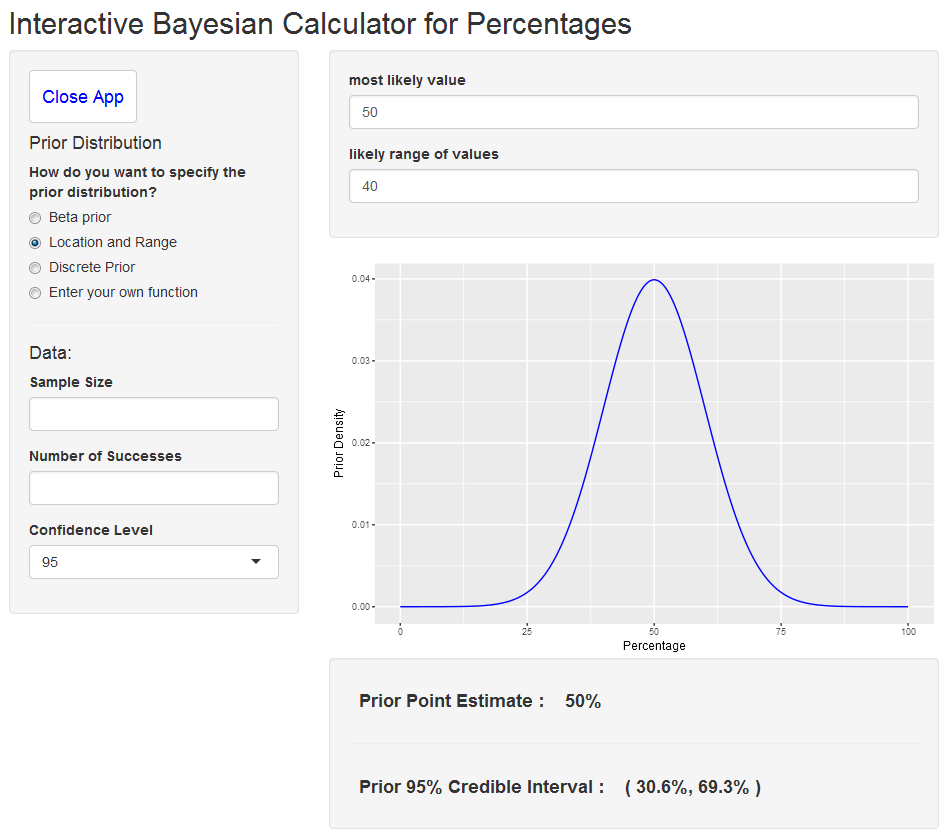 Interactive Bayesian Calculator for Percentages
Close App
Prior Distribution
How do you want to specify the
prior distribution?
Beta prior
Location and Range
Discrete Prior
Enter your own function
Data:
Sample Size
Number of Successes
Confidence Level
95
most likely value
50
likely range of values
40
0.04
0.03
0.02
0.01
0.00
Prior Density
0 25 50 75 100
Percentage
Prior Point Estimate : 50%
Prior 95% Credible Interval : ( 30.6%, 69.3% )